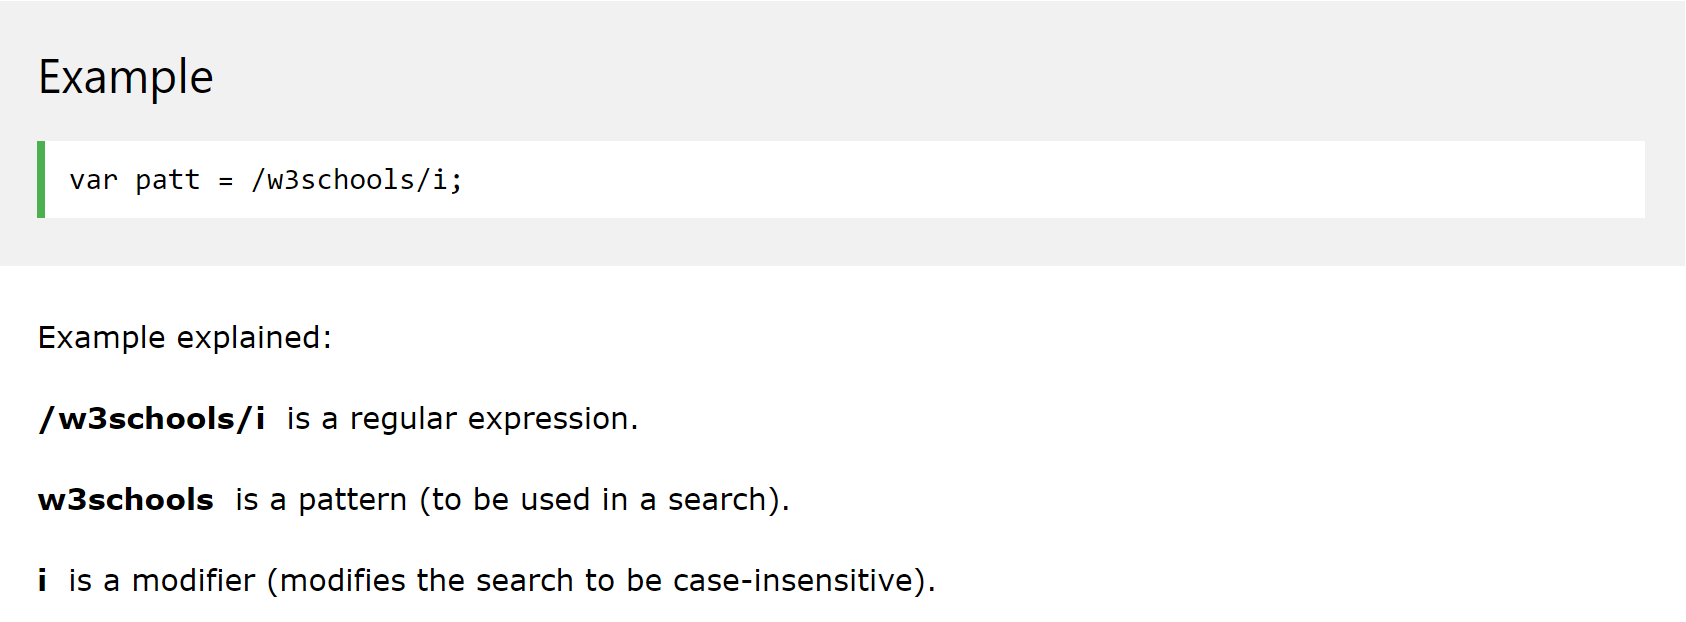 Example
var patt = /w3schools/i;
Example explained:
/w3schools/i is a regular expression.
w3schools is a pattern (to be used in a search).
i is a modifier (modifies the search to be case-insensitive).